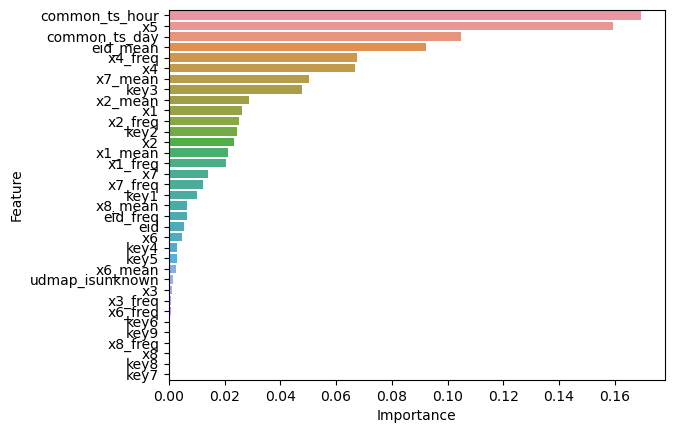 common_ts_hour
x5
common_ts_day
eid_mean
x4_freq
x4
x7_mean
key3
x2_mean
x1
x2_freq
key2
x2
x1_mean
x1_freq
x7
x7_freq
key1
x8_mean
eid_freq
eid
x6
key4
key5
x6_mean
udmap_isunknown
x3
x3_freq
x6_freq
key6
key9
x8_freq
x8
key8
key7
Feature
0.00 0.02 0.04 0.06 0.08 0.10 0.12 0.14 0.16
Importance